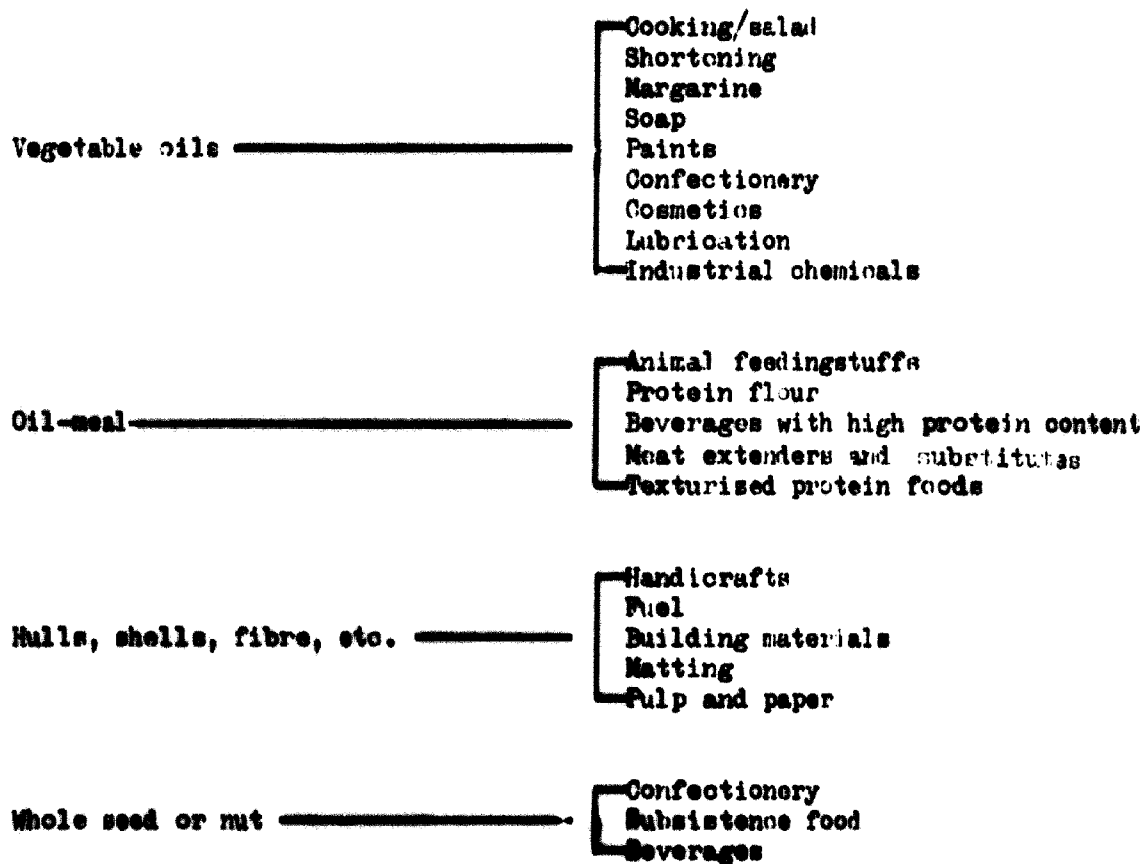 Cooking/salad
Shortening
Margarine
Soap
Vegetable oils
Paints
Confectionery
Cosmetics
Lubrication
Industrial chemicals
Animal feedingstuffs
Protein flour
Oil-meal
Beverages with high protein content
Meat extenders and substitutes
Texturised protein foods
Handicrafts
Fuel
Hulls, shells, fibre, etc.
Building materials
Matting
Pulp and paper
Confectionery
Whole seed or nut
Subsistence food
Beverages